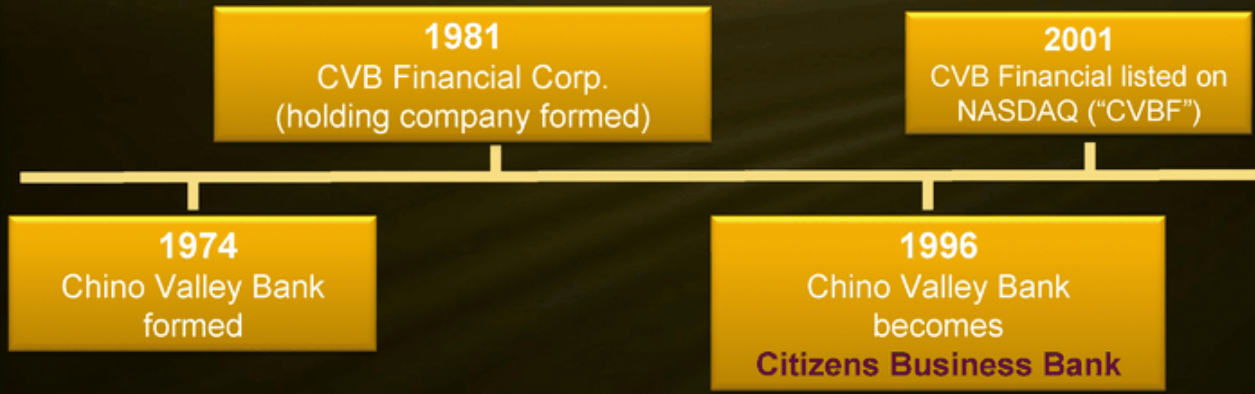 1981
CVB Financial Corp.
(holding company formed)
2001
CVB Financial listed on
NASDAQ (“CVBF”)
1974
Chino Valley Bank
formed
1996
Chino Valley Bank
becomes
Citizens Business Bank